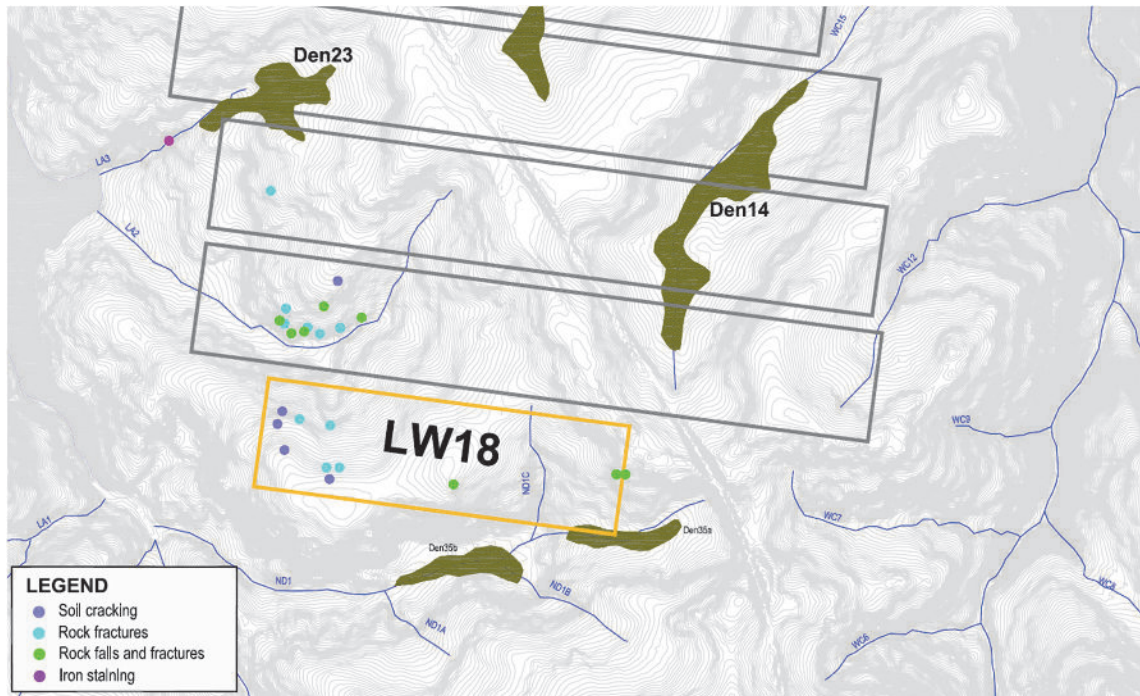 WC15
Den23
LA3
Den14
LA2
WC12
LW18
WC9
ND1C
LA1
WC7
Den35a
Den35b
ND1
ND1B
WC8
ND1A
WC6
LEGEND
Soil cracking
Rock fractures
Rock falls and fractures
Iron staining